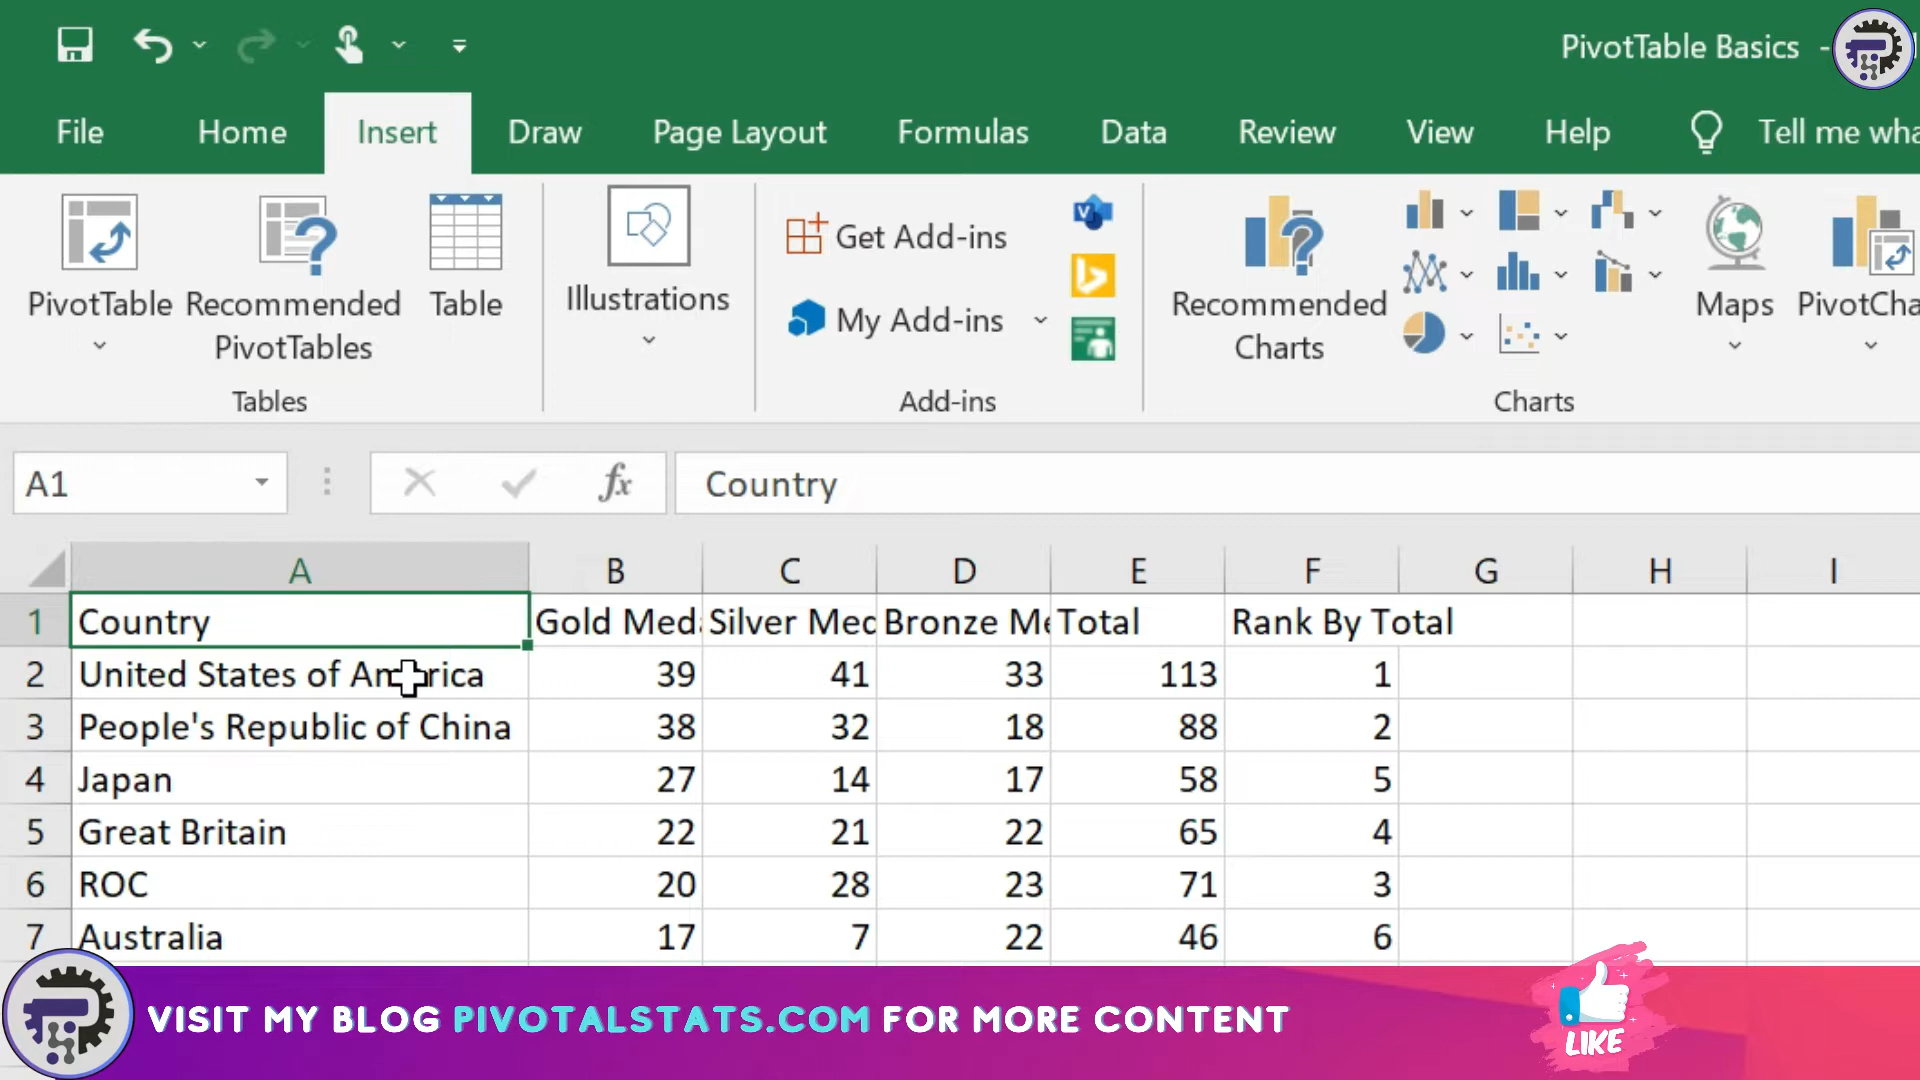 PivotTable Basics -
File Home Insert Draw Page Layout Formulas Data Review View Help Tell me wha
PivotTable
Recommended
PivotTables
Table
Tables
Illustrations
Get Add-ins
My Add-ins
Add-ins
Recommended
Charts
Maps
PivotCha
Charts
A1 fx Country
A B C D E F G H I
1 Country Gold Meda Silver Med Bronze Me Total Rank By Total
2 United States of America 39 41 33 113 1
3 People's Republic of China 38 32 18 88 2
4 Japan 27 14 17 58 5
5 Great Britain 22 21 22 65 4
6 ROC 20 28 23 71 3
7 Australia 17 7 22 46 6
VISIT MY BLOG PIVOTALSTATS.COM FOR MORE CONTENT
LIKE